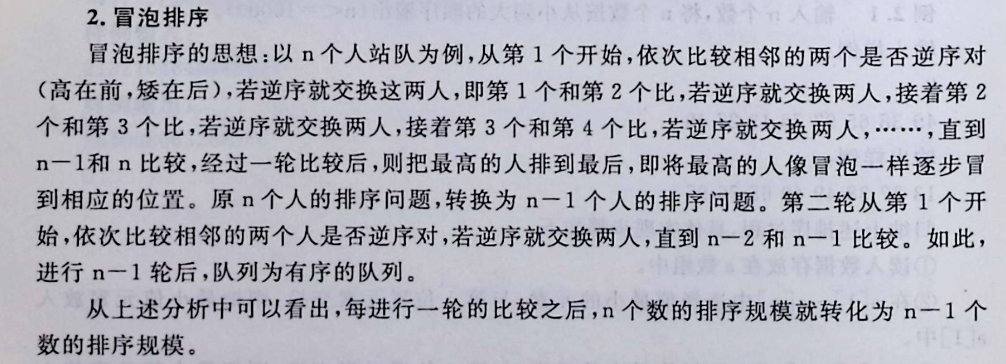 2. 冒泡排序
冒泡排序的思想:以 n 个人站队为例,从第 1 个开始,依次比较相邻的两个是否逆序对
(高在前,矮在后),若逆序就交换这两人,即第 1 个和第 2 个比,若逆序就交换两人,接着第 2
个和第 3 个比,若逆序就交换两人,接着第 3 个和第 4 个比,若逆序就交换两人,……,直到
n－1和 n 比较,经过一轮比较后,则把最高的人排到最后,即将最高的人像冒泡一样逐步冒
到相应的位置。原 n 个人的排序问题,转换为 n－1 个人的排序问题。第二轮从第 1 个开
始,依次比较相邻的两个人是否逆序对,若逆序就交换两人,直到 n－2 和 n－1 比较。如此,
进行 n－1 轮后,队列为有序的队列。
从上述分析中可以看出,每进行一轮的比较之后,n 个数的排序规模就转化为 n－1 个
数的排序规模。